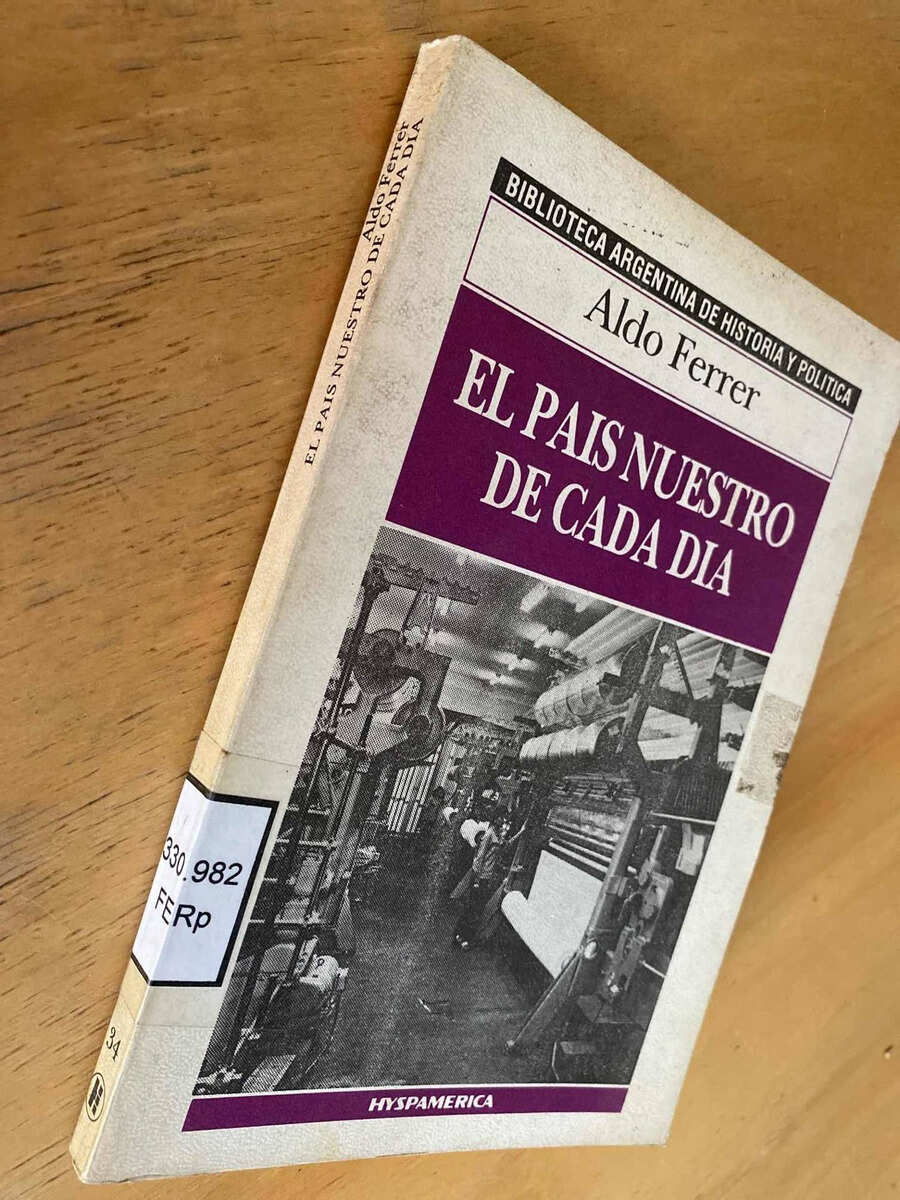 BIBLIOTECA ARGENTINA DE HISTORIA Y POLITICA
Aldo Ferrer
EL PAIS NUESTRO
DE CADA DIA
HYSPAMERICA
Aldo Ferrer
EL PAIS NUESTRO DE CADA DIA
330.982
FERp
34